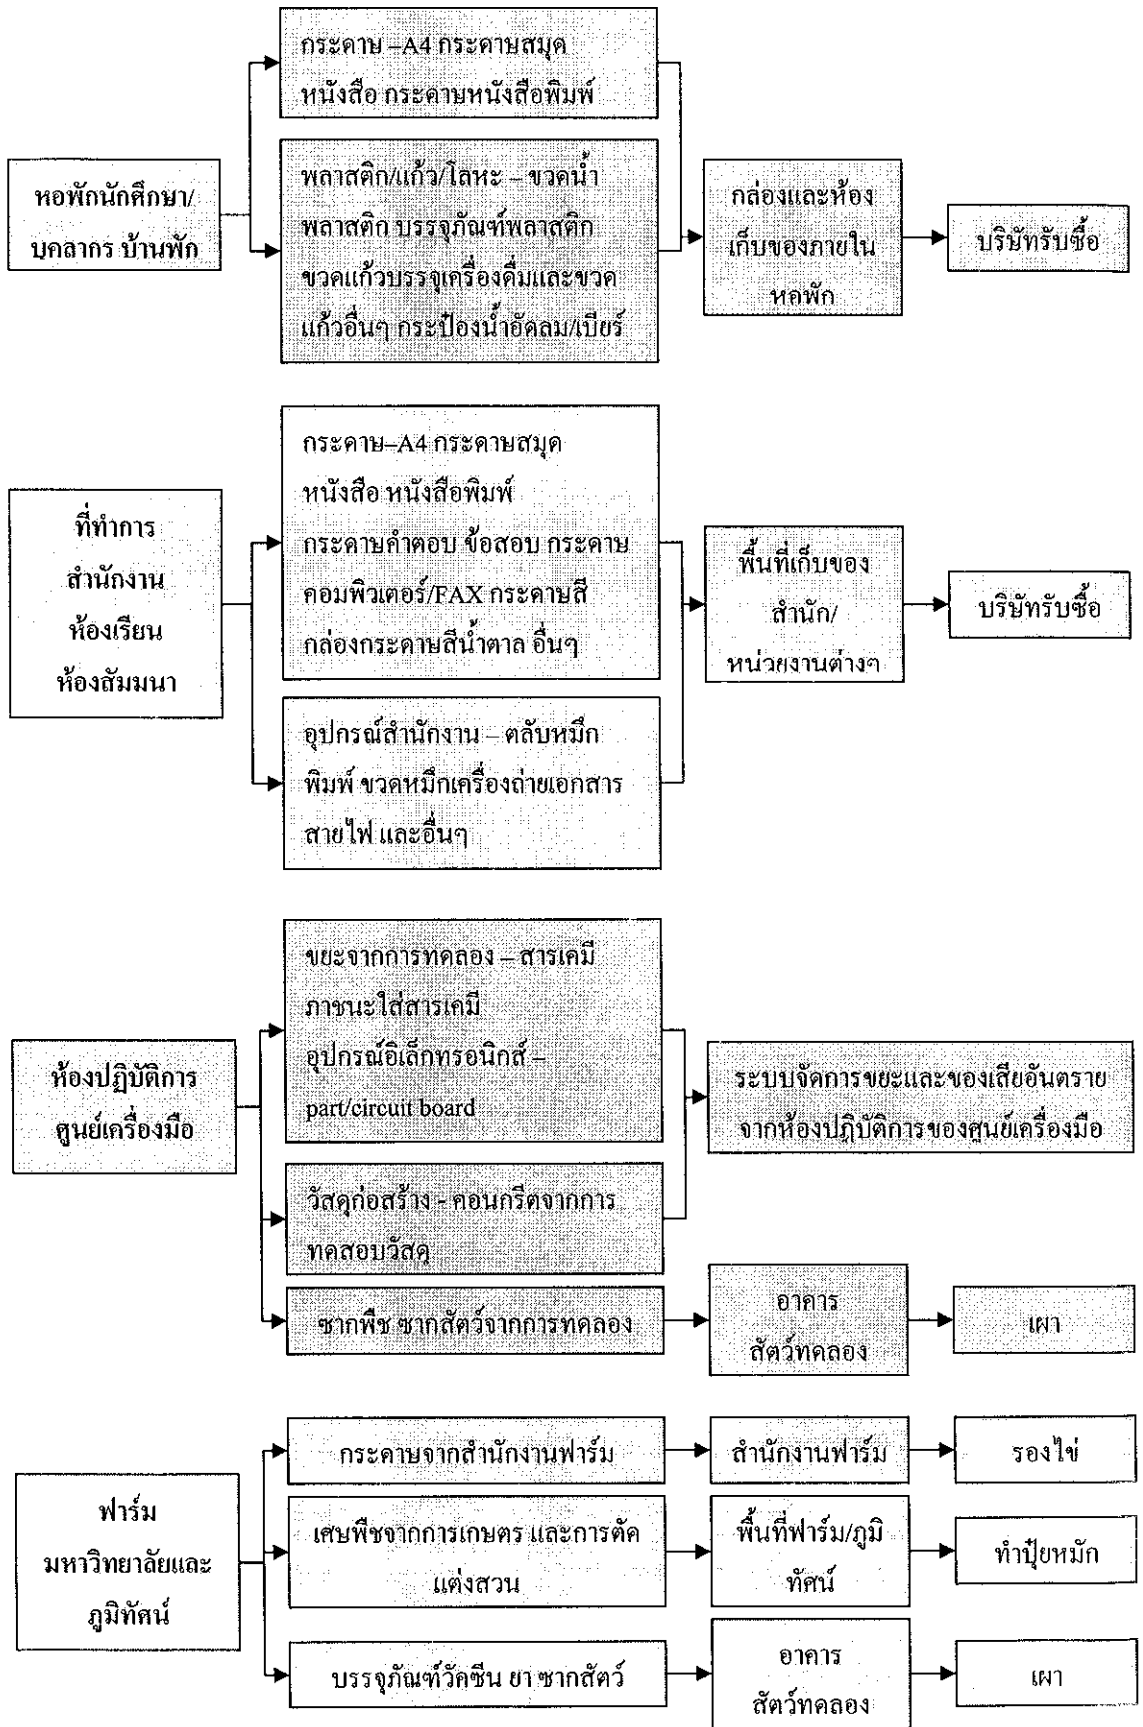 กระดาษ –A4 กระดาษสมุด
หนังสือ กระดาษหนังสือพิมพ์
หอพักนักศึกษา/
บุคลากร บ้านพัก
พลาสติก/แก้ว/โลหะ – ขวดน้ำ
พลาสติก บรรจุภัณฑ์พลาสติก
ขวดแก้วบรรจุเครื่องดื่มและขวด
แก้วอื่นๆ กระป๋องน้ำอัดลม/เบียร์
กล่องและห้อง
เก็บของภายใน
หอพัก
บริษัทรับซื้อ
ที่ทำการ
สำนักงาน
ห้องเรียน
ห้องสัมมนา
กระดาษ–A4 กระดาษสมุด
หนังสือ หนังสือพิมพ์
กระดาษคำตอบ ข้อสอบ กระดาษ
คอมพิวเตอร์/FAX กระดาษสี
กล่องกระดาษสีน้ำตาล อื่นๆ
อุปกรณ์สำนักงาน – ตลับหมึก
พิมพ์ ขวดหมึกเครื่องถ่ายเอกสาร
สายไฟ และอื่นๆ
พื้นที่เก็บของ
สำนัก/
หน่วยงานต่างๆ
บริษัทรับซื้อ
ห้องปฏิบัติการ
ศูนย์เครื่องมือ
ขยะจากการทดลอง – สารเคมี
ภาชนะใส่สารเคมี
อุปกรณ์อิเล็กทรอนิกส์ –
part/circuit board
วัสดุก่อสร้าง - คอนกรีตจากการ
ทดสอบวัสดุ
ระบบจัดการขยะและของเสียอันตราย
จากห้องปฏิบัติการของศูนย์เครื่องมือ
ซากพืช ซากสัตว์จากการทดลอง
อาคาร
สัตว์ทดลอง
เผา
ฟาร์ม
มหาวิทยาลัยและ
ภูมิทัศน์
กระดาษจากสำนักงานฟาร์ม
สำนักงานฟาร์ม
รองไข่
เศษพืชจากการเกษตร และการตัด
แต่งสวน
พื้นที่ฟาร์ม/ภูมิ
ทัศน์
ทำปุ๋ยหมัก
บรรจุภัณฑ์วัคซีน ยา ซากสัตว์
อาคาร
สัตว์ทดลอง
เผา